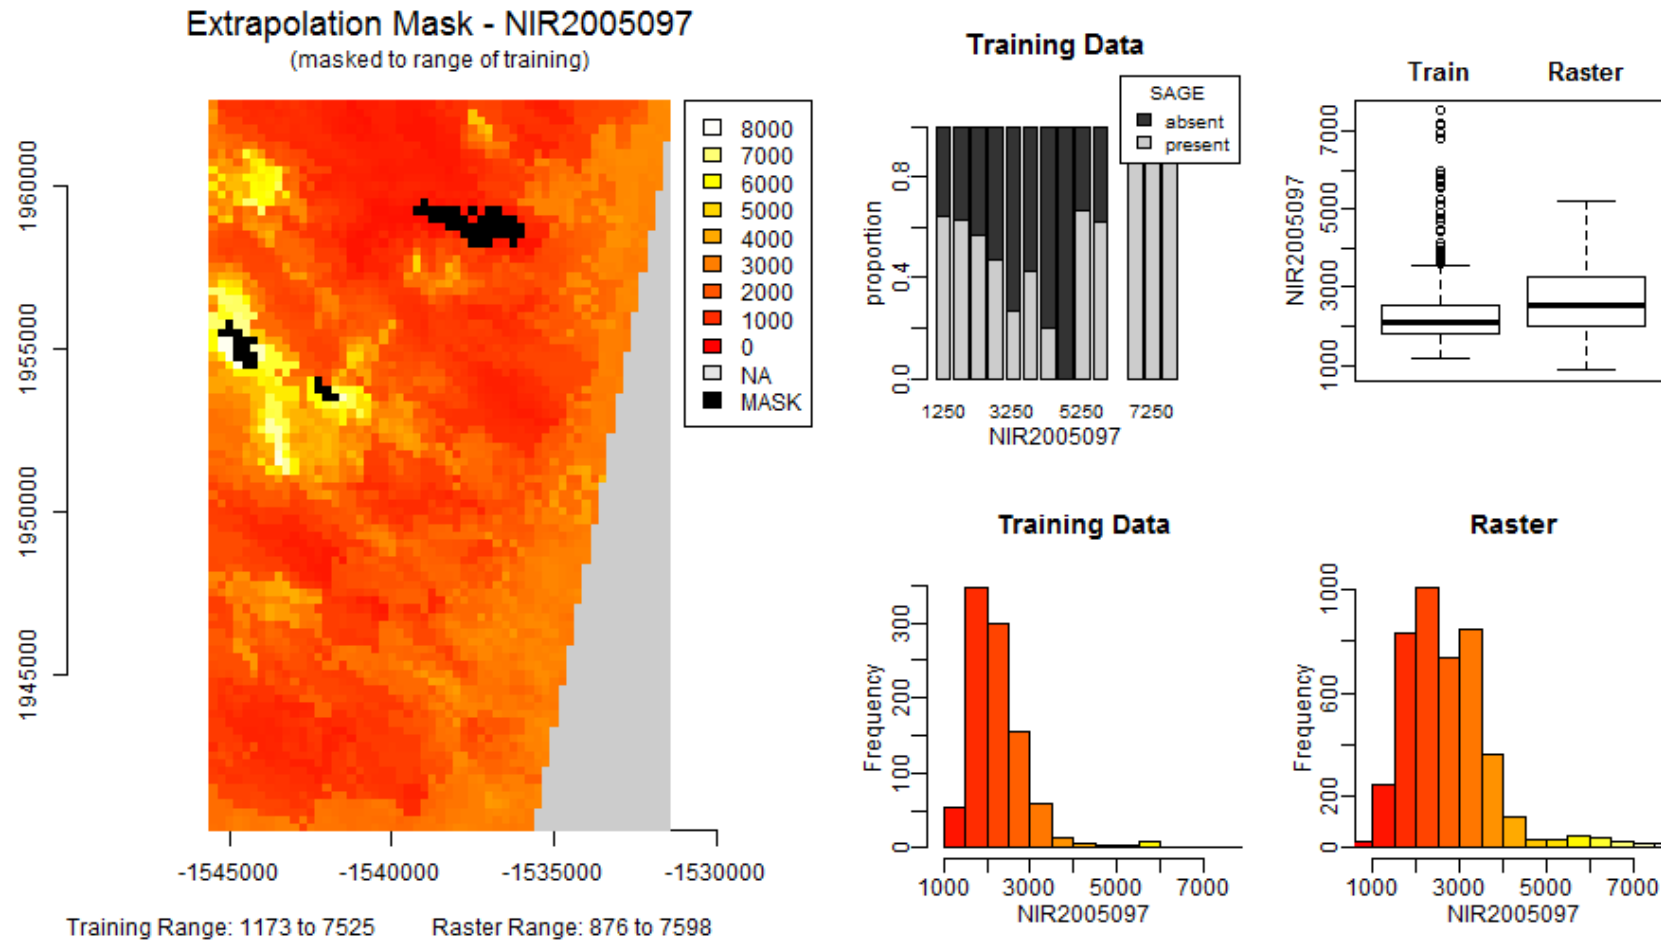 Extrapolation Mask - NIR2005097
(masked to range of training)
1960000
1955000
1950000
1945000
-1545000 -1540000 -1535000 -1530000
8000
7000
6000
5000
4000
3000
2000
1000
0
NA
MASK
Training Range: 1173 to 7525 Raster Range: 876 to 7598
Training Data
SAGE
absent
present
proportion
0.8
0.4
0.0
1250 3250 5250 7250
NIR2005097
Train Raster
NIR2005097
7000
5000
3000
1000
Training Data
Frequency
300
200
100
0
1000 3000 5000 7000
NIR2005097
Raster
Frequency
1000
600
200
0
1000 3000 5000 7000
NIR2005097